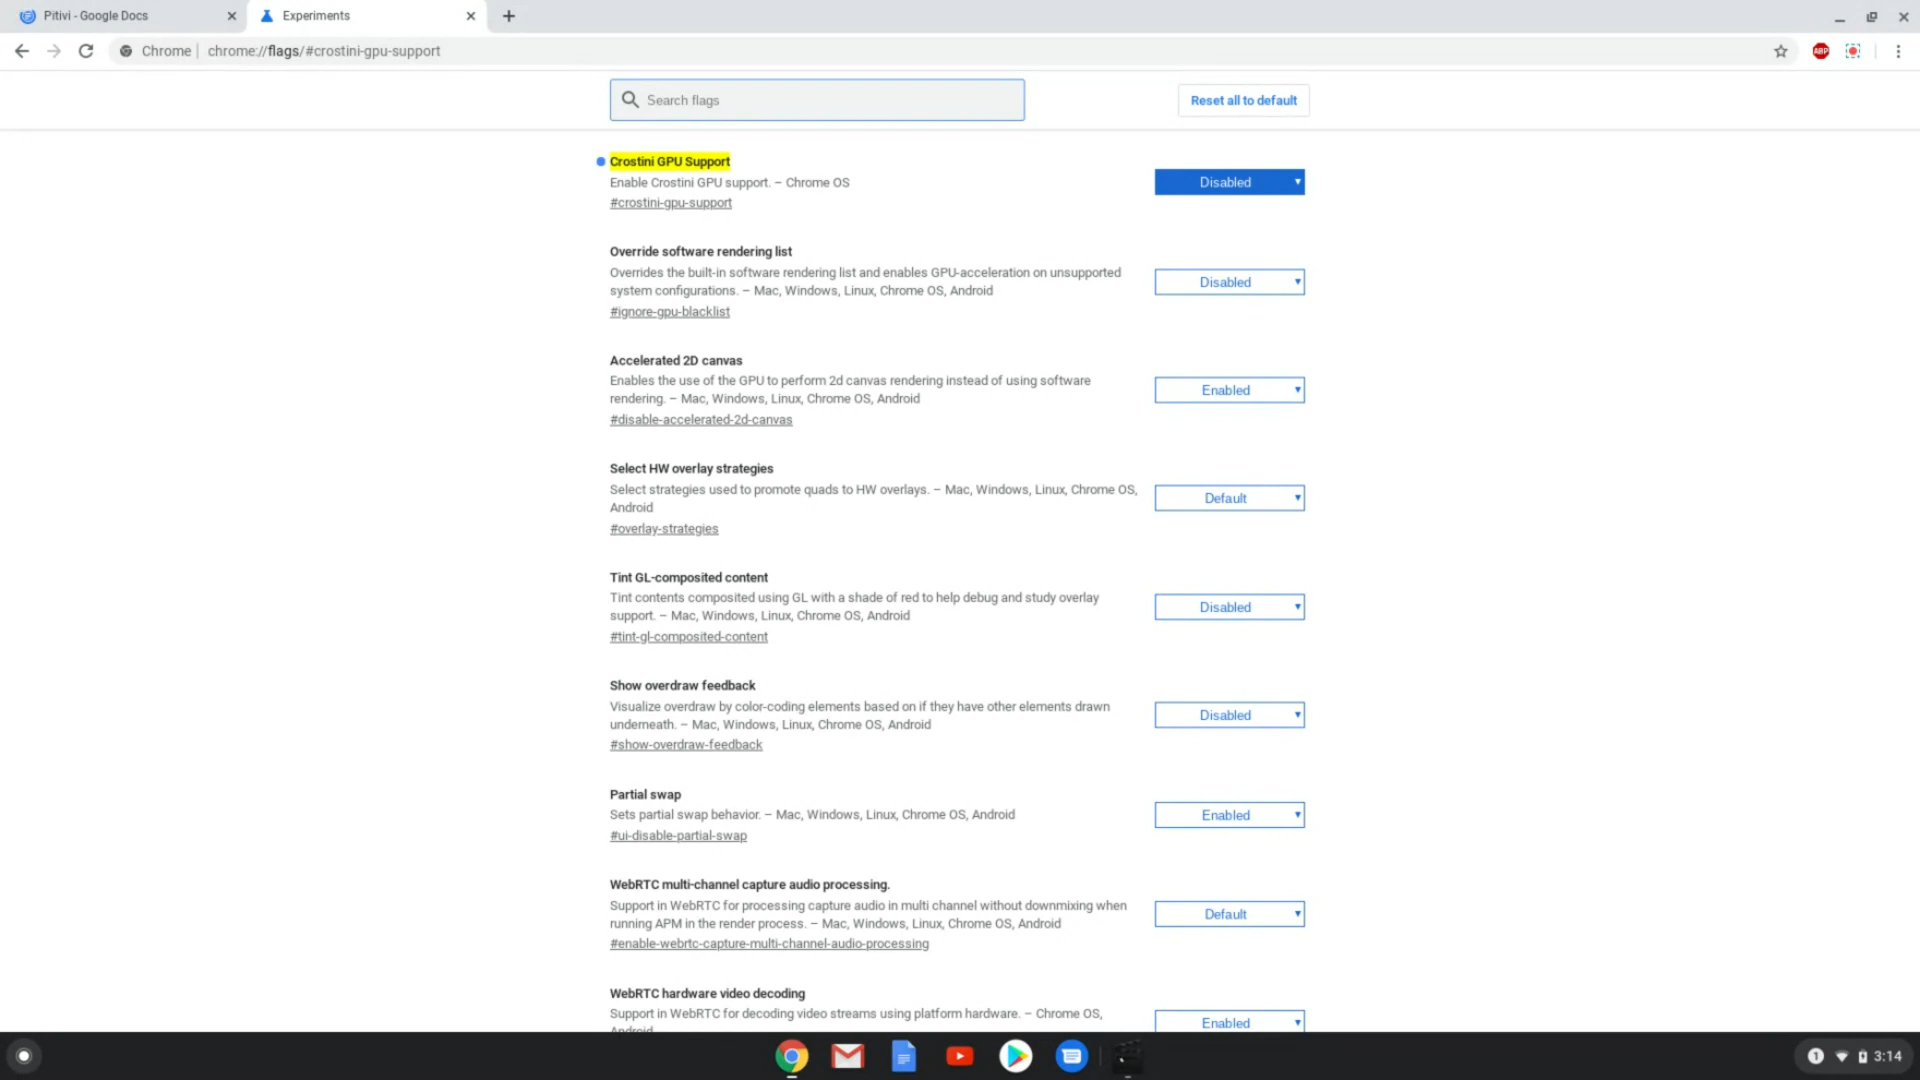 Pitivi - Google Docs
Experiments
Chrome | chrome://flags/#crostini-gpu-support
ABP
Search flags
Reset all to default
Crostini GPU Support
Enable Crostini GPU support. – Chrome OS
#crostini-gpu-support
Disabled
Override software rendering list
Overrides the built-in software rendering list and enables GPU-acceleration on unsupported
system configurations. – Mac, Windows, Linux, Chrome OS, Android
#ignore-gpu-blacklist
Disabled
Accelerated 2D canvas
Enables the use of the GPU to perform 2d canvas rendering instead of using software
rendering. – Mac, Windows, Linux, Chrome OS, Android
#disable-accelerated-2d-canvas
Enabled
Select HW overlay strategies
Select strategies used to promote quads to HW overlays. – Mac, Windows, Linux, Chrome OS,
Android
#overlay-strategies
Default
Tint GL-composited content
Tint contents composited using GL with a shade of red to help debug and study overlay
support. – Mac, Windows, Linux, Chrome OS, Android
#tint-gl-composited-content
Disabled
Show overdraw feedback
Visualize overdraw by color-coding elements based on if they have other elements drawn
underneath. – Mac, Windows, Linux, Chrome OS, Android
#show-overdraw-feedback
Disabled
Partial swap
Sets partial swap behavior. – Mac, Windows, Linux, Chrome OS, Android
#ui-disable-partial-swap
Enabled
WebRTC multi-channel capture audio processing.
Support in WebRTC for processing capture audio in multi channel without downmixing when
running APM in the render process. – Mac, Windows, Linux, Chrome OS, Android
#enable-webrtc-capture-multi-channel-audio-processing
Default
WebRTC hardware video decoding
Support in WebRTC for decoding video streams using platform hardware. – Chrome OS,
Android
Enabled
1
3:14